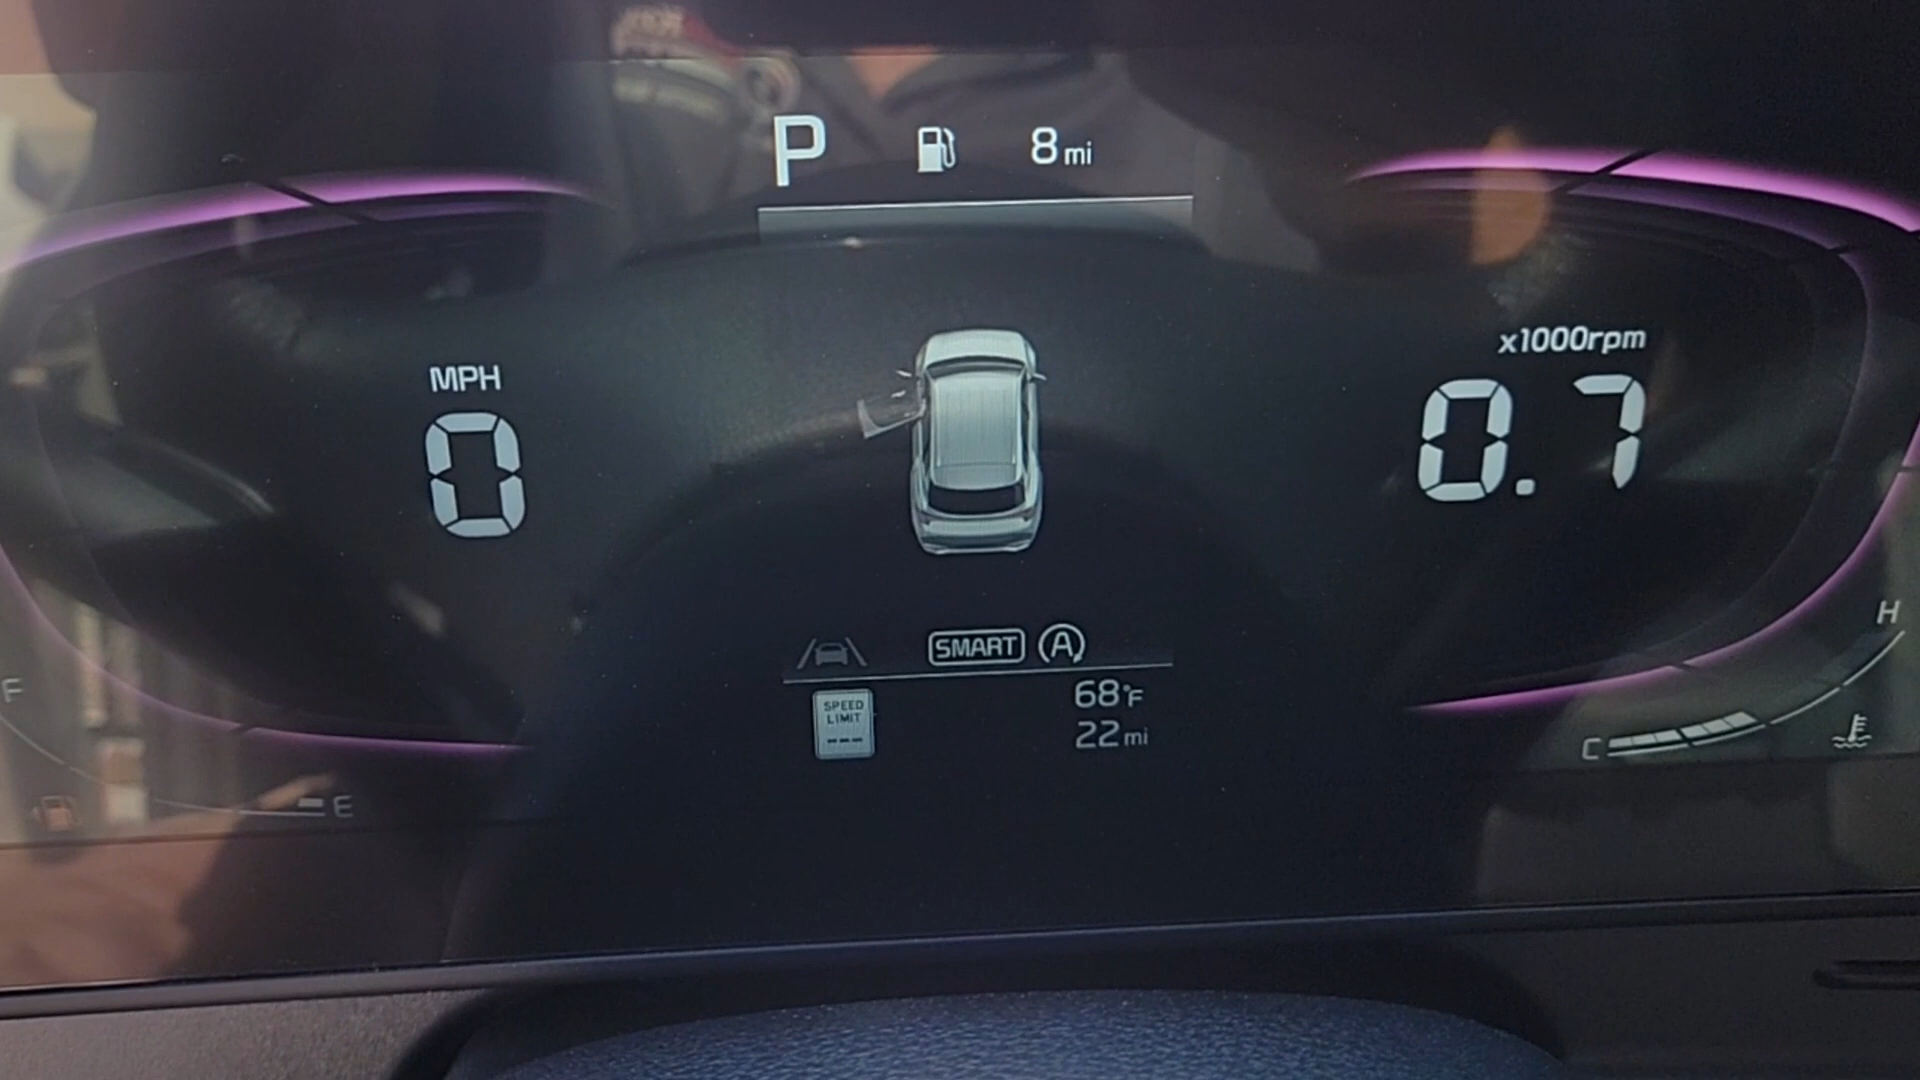 P 8 mi
x1000rpm
MPH
0.7
0
H
SMART A
68°F
SPEED
LIMIT
---
22 mi
F
C
E